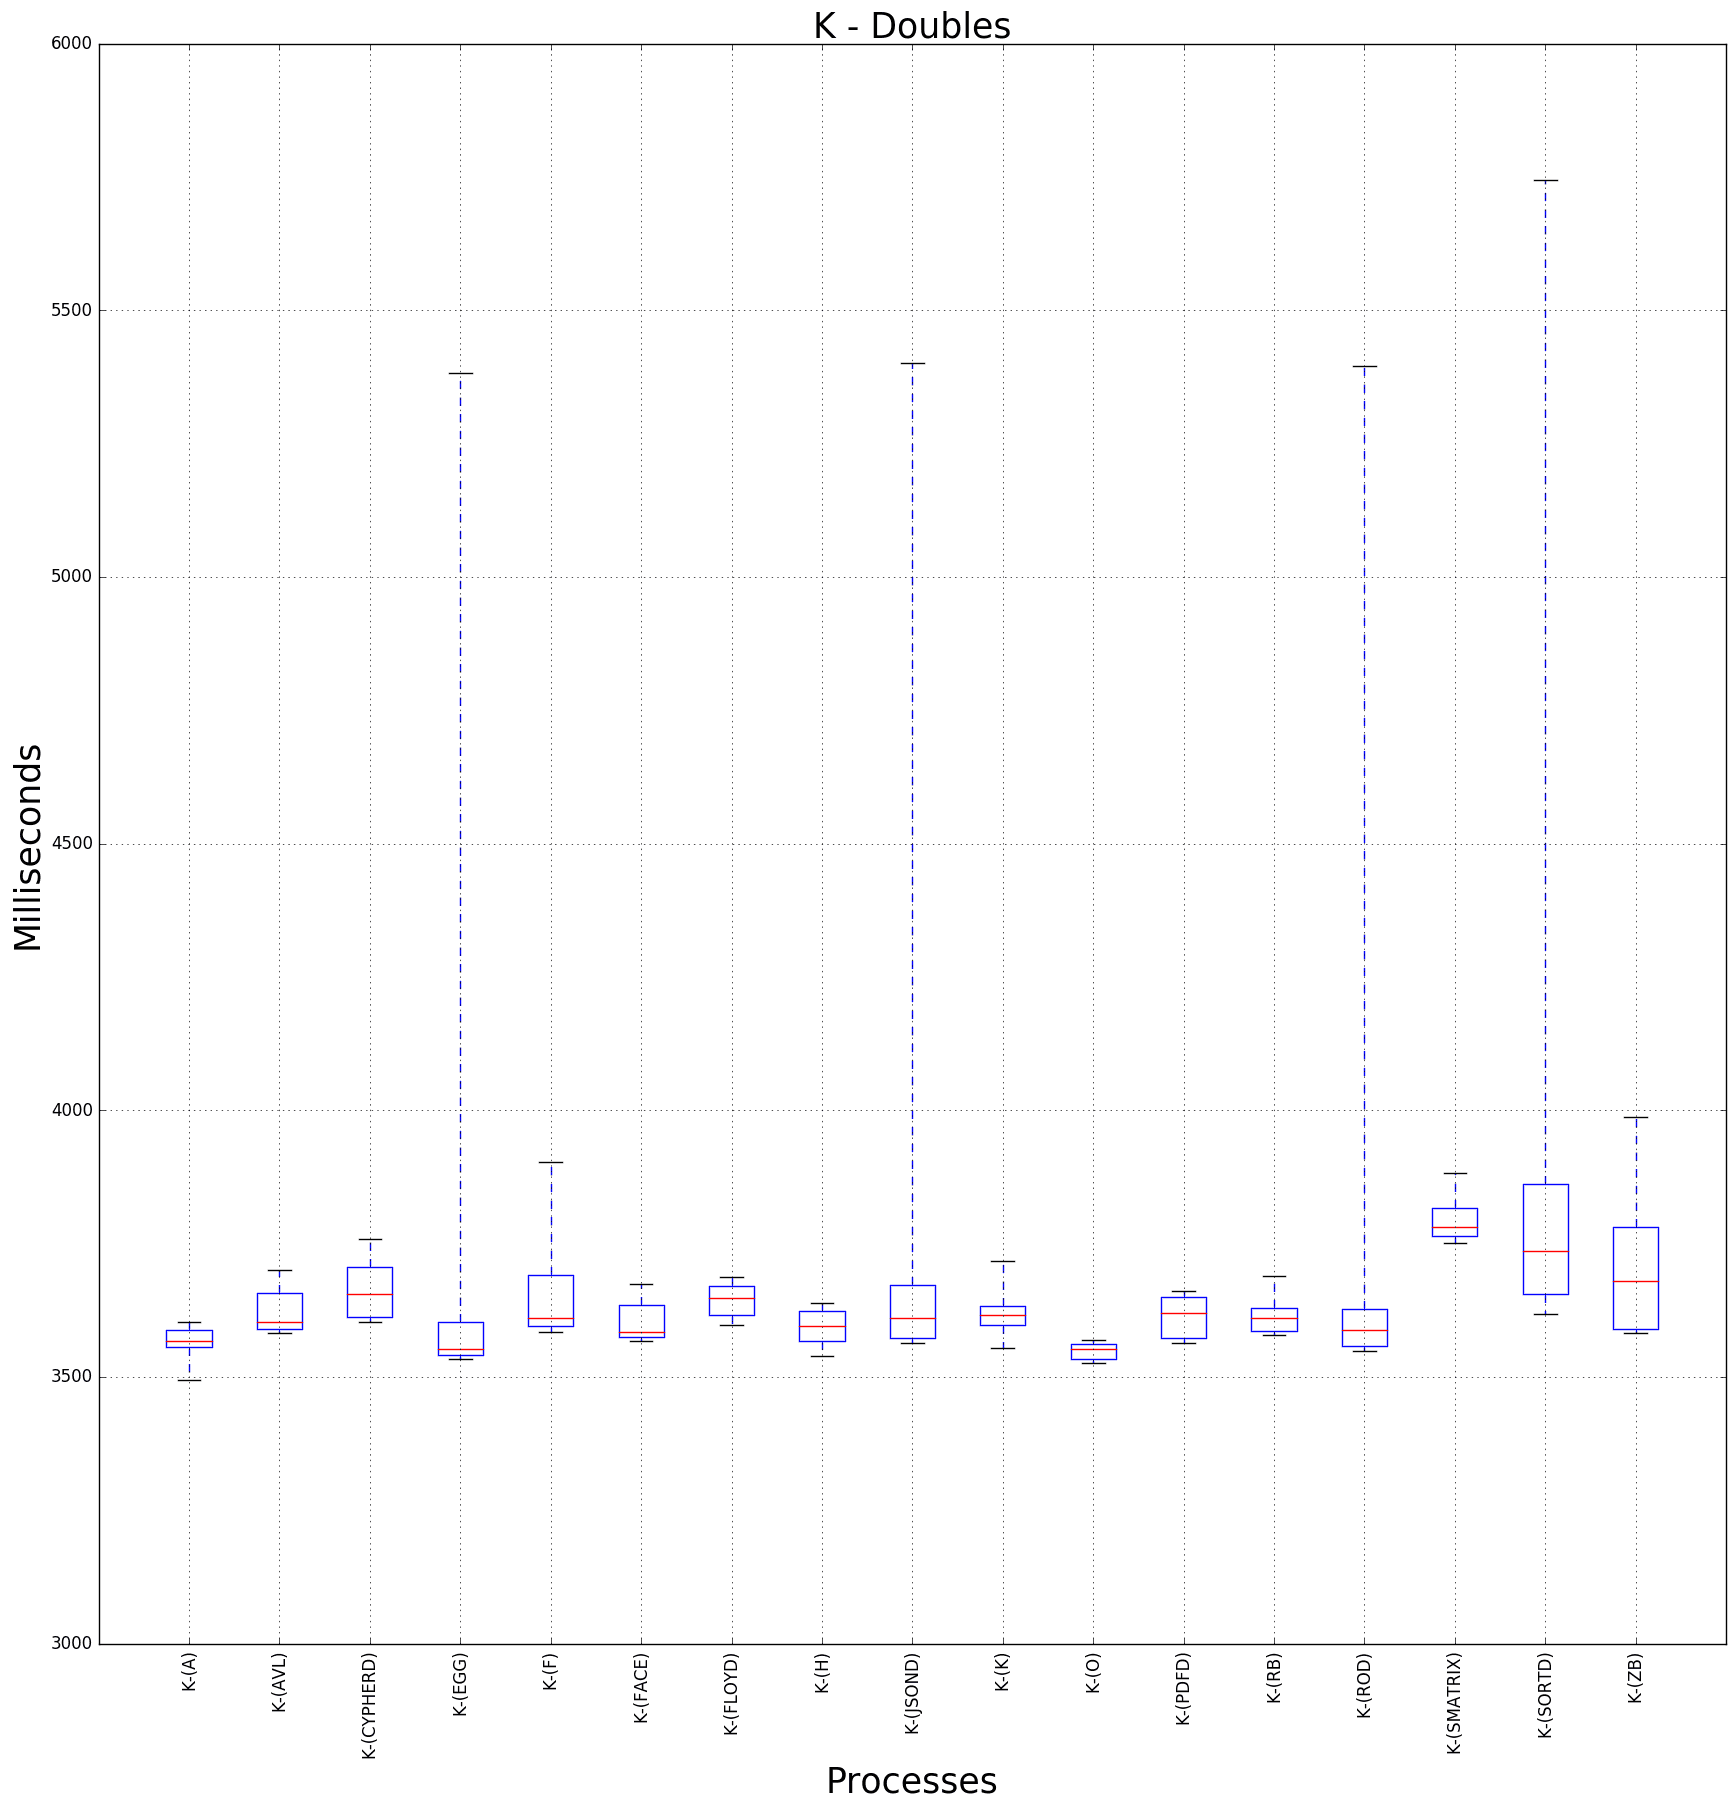 K - Doubles
6000
5500
5000
4500
4000
3500
3000
Milliseconds
K-(A)
K-(AVL)
K-(CYPHERD)
K-(EGG)
K-(F)
K-(FACE)
K-(FLOYD)
K-(H)
K-(JSOND)
K-(K)
K-(O)
K-(PDFD)
K-(RB)
K-(ROD)
K-(SMATRIX)
K-(SORTD)
K-(ZB)
Processes